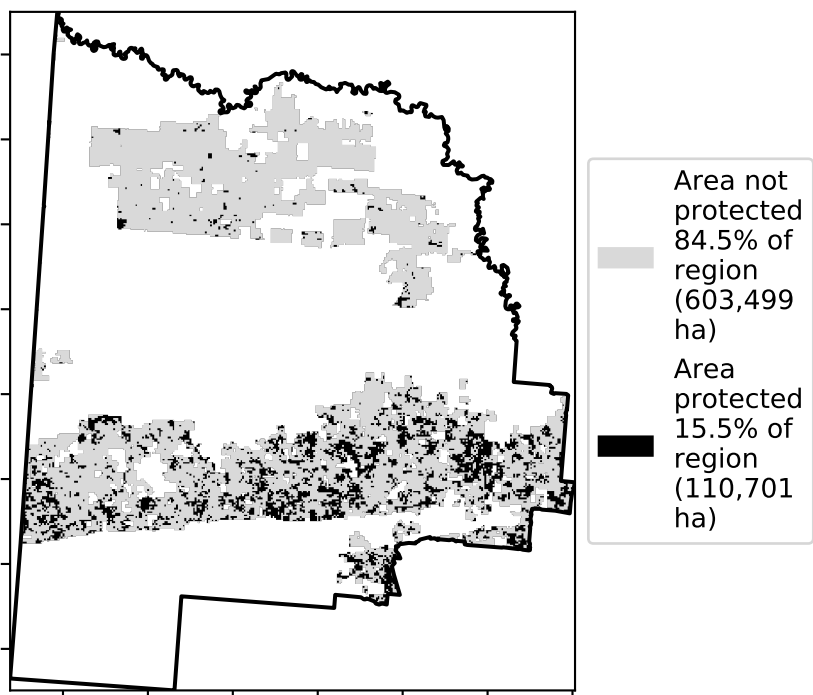 Area not
protected
84.5% of
region
(603,499
ha)
Area
protected
15.5% of
region
(110,701
ha)